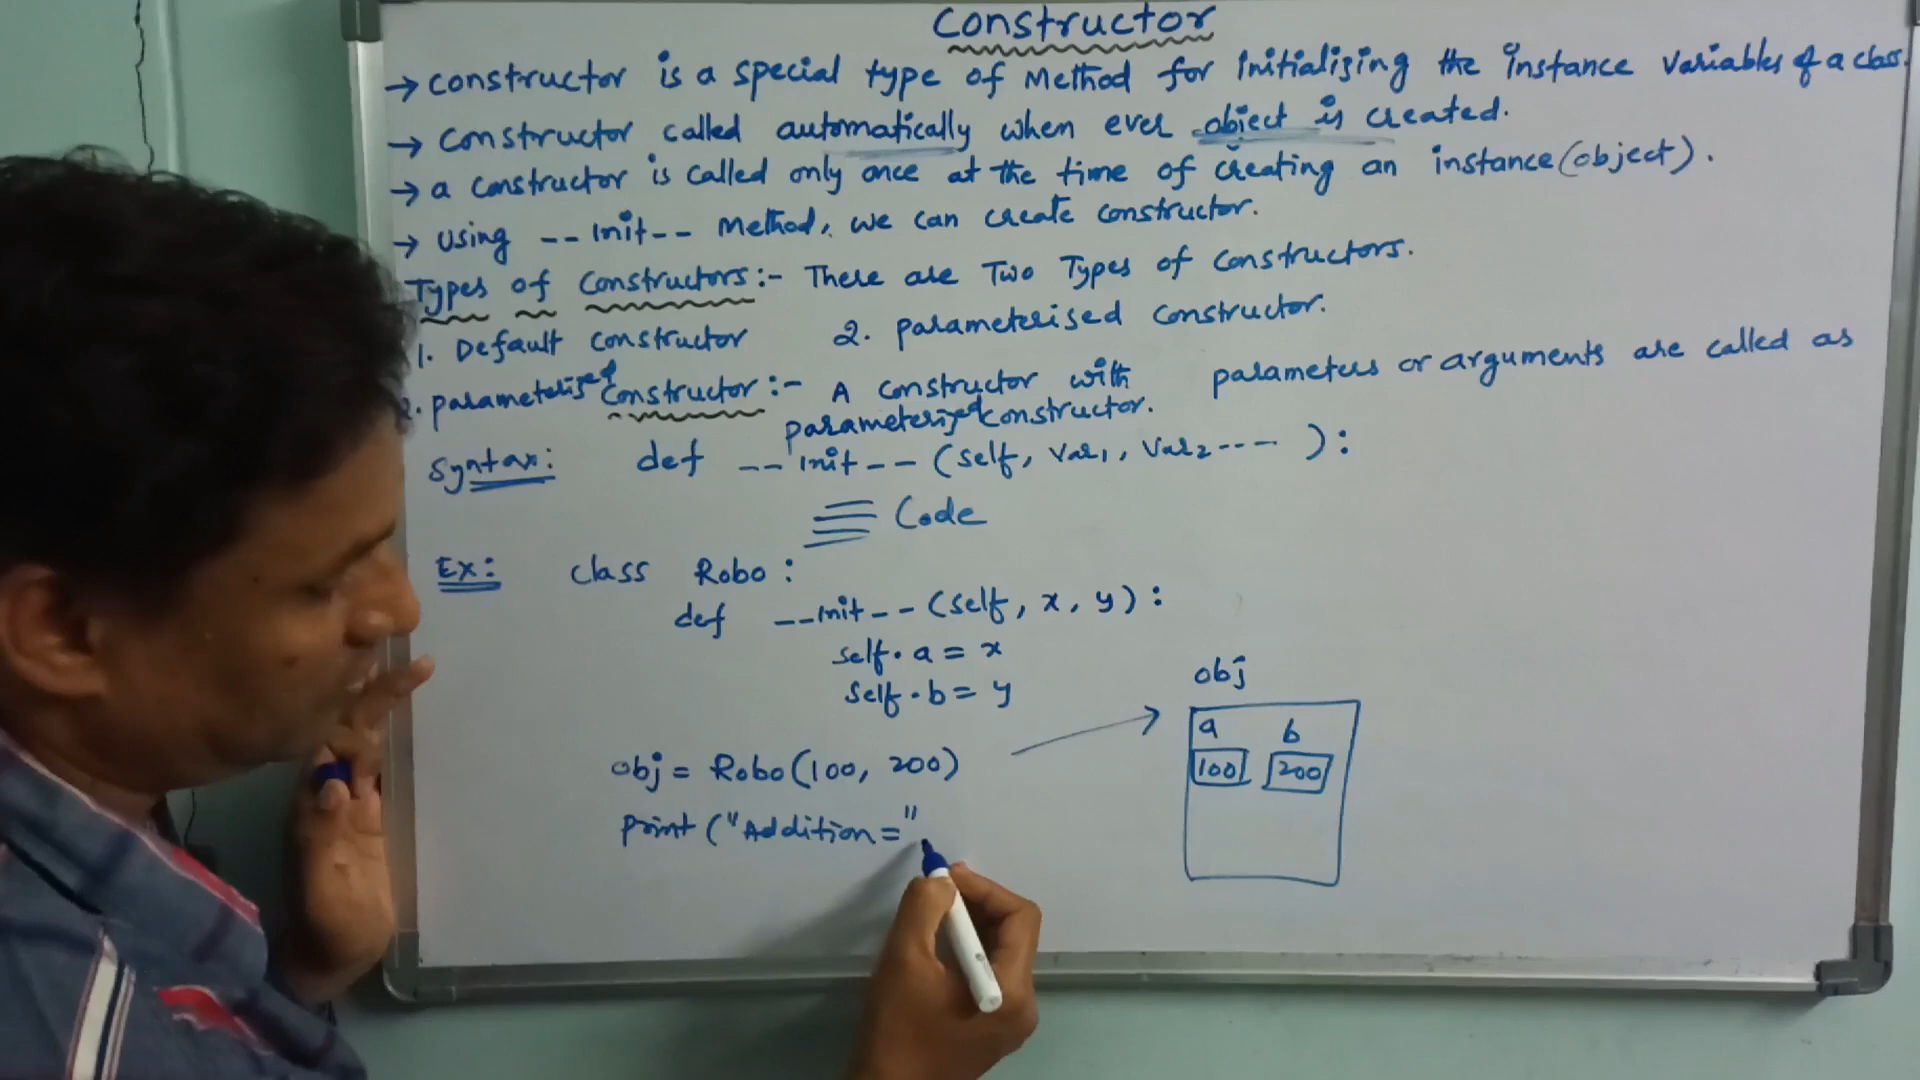 Constructor
→ constructor is a special type of Method for Initializing the instance variables of a class.
→ constructor called automatically when ever object is created.
→ a constructor is called only once at the time of creating an instance(object).
→ using --init-- Method, we can create constructor.
Types of Constructors:- There are Two Types of constructors.
1. Default constructor 2. parameterised constructor.
2. parameterised constructor:- A constructor with parameters or arguments are called as
parameterized constructor.
Syntax: def --init-- (self, Var1, Var2---- ):
Code
Ex: class Robo:
def --init-- (self, x, y):
self.a = x
self.b = y
obj
a b
obj = Robo(100, 200)
100 200
print ("Addition="